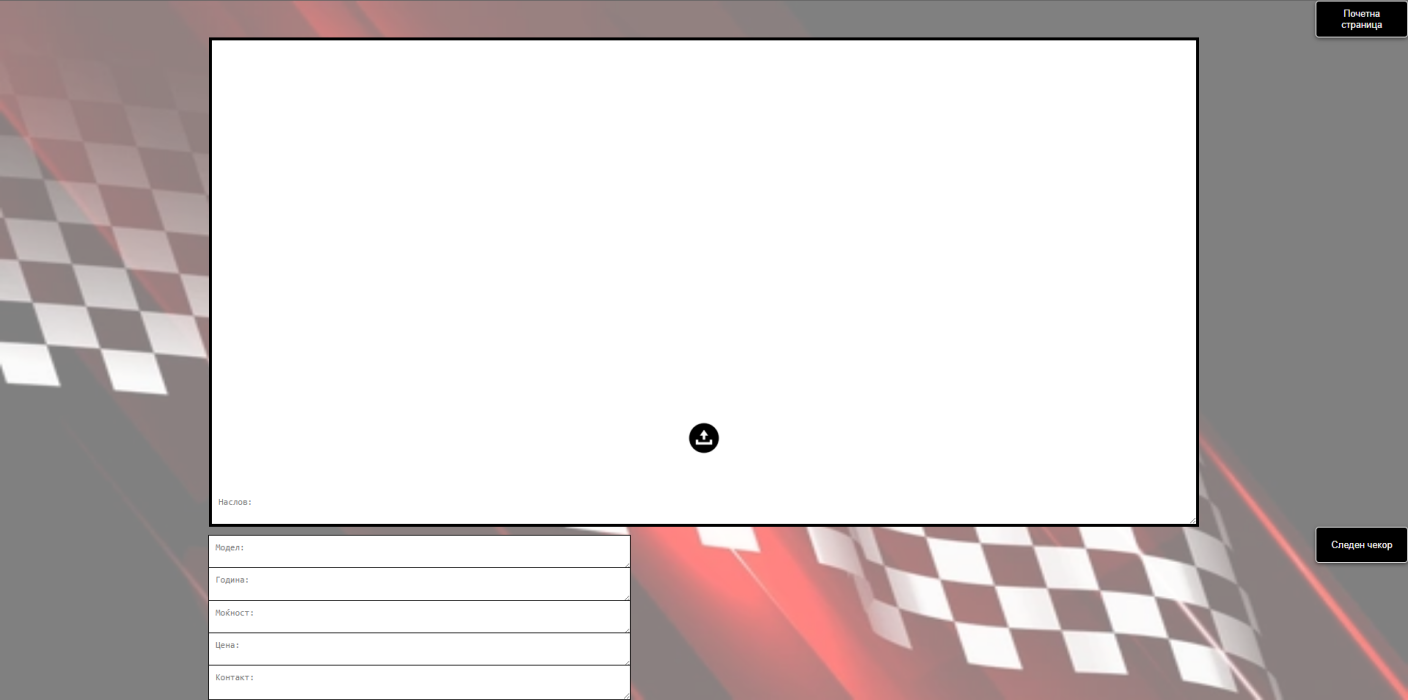 Почетна
страница
Наслов:
Модел:
Година:
Моќност:
Следен чекор
Цена:
Контакт: